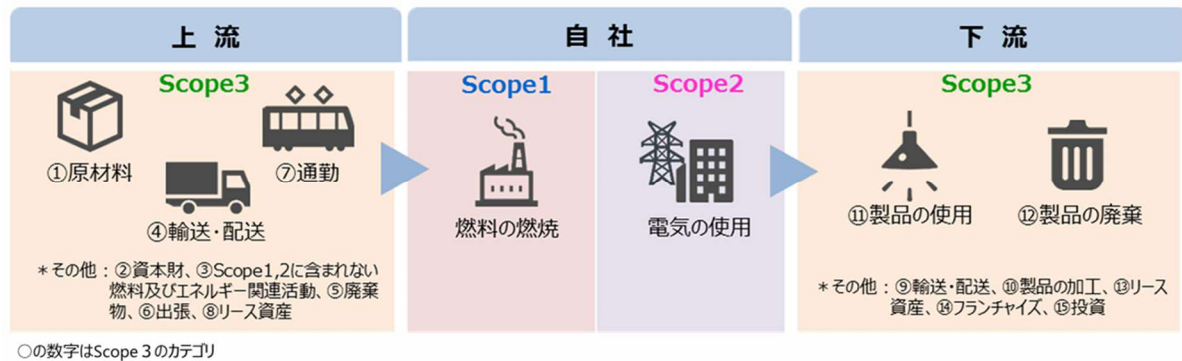 上 流
Scope3
①原材料
⑦通勤
④輸送・配送
＊その他：②資本財、③Scope1,2に含まれない
燃料及びエネルギー関連活動、⑤廃棄
物、⑥出張、⑧リース資産
自 社
Scope1
燃料の燃焼
Scope2
電気の使用
下 流
Scope3
⑪製品の使用
⑫製品の廃棄
＊その他：⑨輸送・配送、⑩製品の加工、⑬リース
資産、⑭フランチャイズ、⑮投資
○の数字はScope 3 のカテゴリ